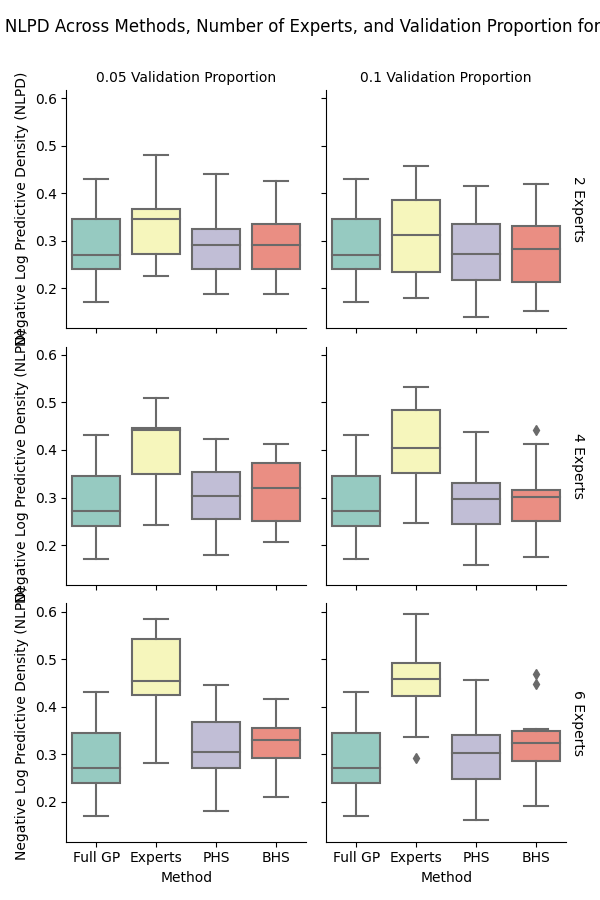 NLPD Across Methods, Number of Experts, and Validation Proportion for
0.05 Validation Proportion
0.1 Validation Proportion
Negative Log Predictive Density (NLPD)
0.6
0.5
0.4
0.3
0.2
2 Experts
Negative Log Predictive Density (NLPD)
0.6
0.5
0.4
0.3
0.2
4 Experts
Negative Log Predictive Density (NLPD)
0.6
0.5
0.4
0.3
0.2
6 Experts
Full GP Experts PHS BHS
Full GP Experts PHS BHS
Method
Method